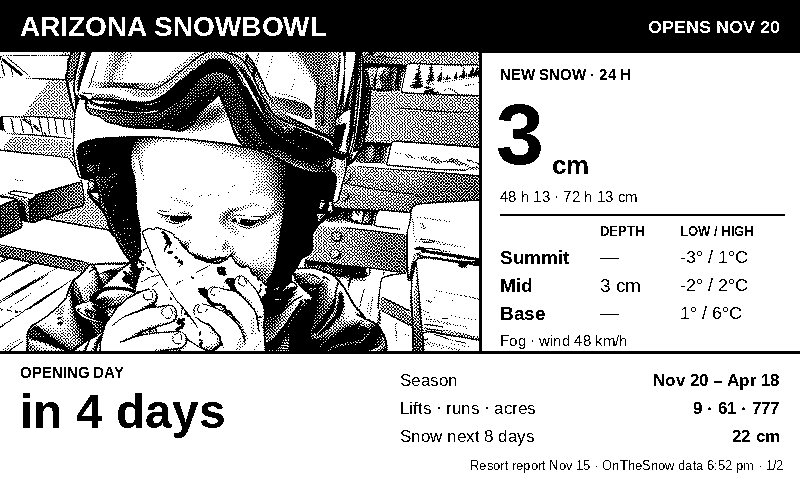 ARIZONA SNOWBOWL
OPENS NOV 20
NEW SNOW · 24 H
3 cm
48 h 13 · 72 h 13 cm
DEPTH LOW / HIGH
Summit — -3° / 1°C
Mid 3 cm -2° / 2°C
Base — 1° / 6°C
Fog · wind 48 km/h
OPENING DAY
in 4 days
Season Nov 20 – Apr 18
Lifts · runs · acres 9 · 61 · 777
Snow next 8 days 22 cm
Resort report Nov 15 · OnTheSnow data 6:52 pm · 1/2